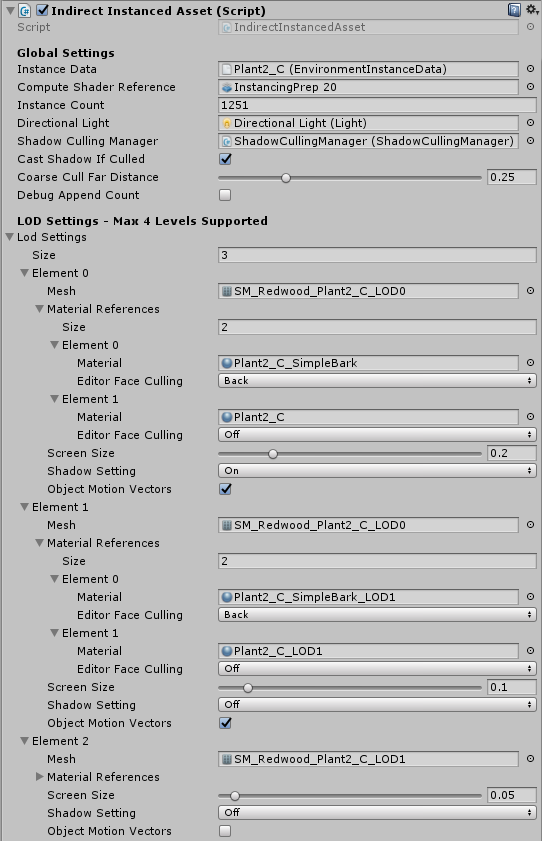 Indirect Instanced Asset (Script)
Script IndirectInstancedAsset
Global Settings
Instance Data Plant2_C (EnvironmentInstanceData)
Compute Shader Reference InstancingPrep 20
Instance Count 1251
Directional Light Directional Light (Light)
Shadow Culling Manager ShadowCullingManager (ShadowCullingManager)
Cast Shadow If Culled
Coarse Cull Far Distance 0.25
Debug Append Count
LOD Settings - Max 4 Levels Supported
Lod Settings
Size 3
Element 0
Mesh SM_Redwood_Plant2_C_LOD0
Material References
Size 2
Element 0
Material Plant2_C_SimpleBark
Editor Face Culling Back
Element 1
Material Plant2_C
Editor Face Culling Off
Screen Size 0.2
Shadow Setting On
Object Motion Vectors
Element 1
Mesh SM_Redwood_Plant2_C_LOD0
Material References
Size 2
Element 0
Material Plant2_C_SimpleBark_LOD1
Editor Face Culling Back
Element 1
Material Plant2_C_LOD1
Editor Face Culling Off
Screen Size 0.1
Shadow Setting Off
Object Motion Vectors
Element 2
Mesh SM_Redwood_Plant2_C_LOD1
Material References
Screen Size 0.05
Shadow Setting Off
Object Motion Vectors